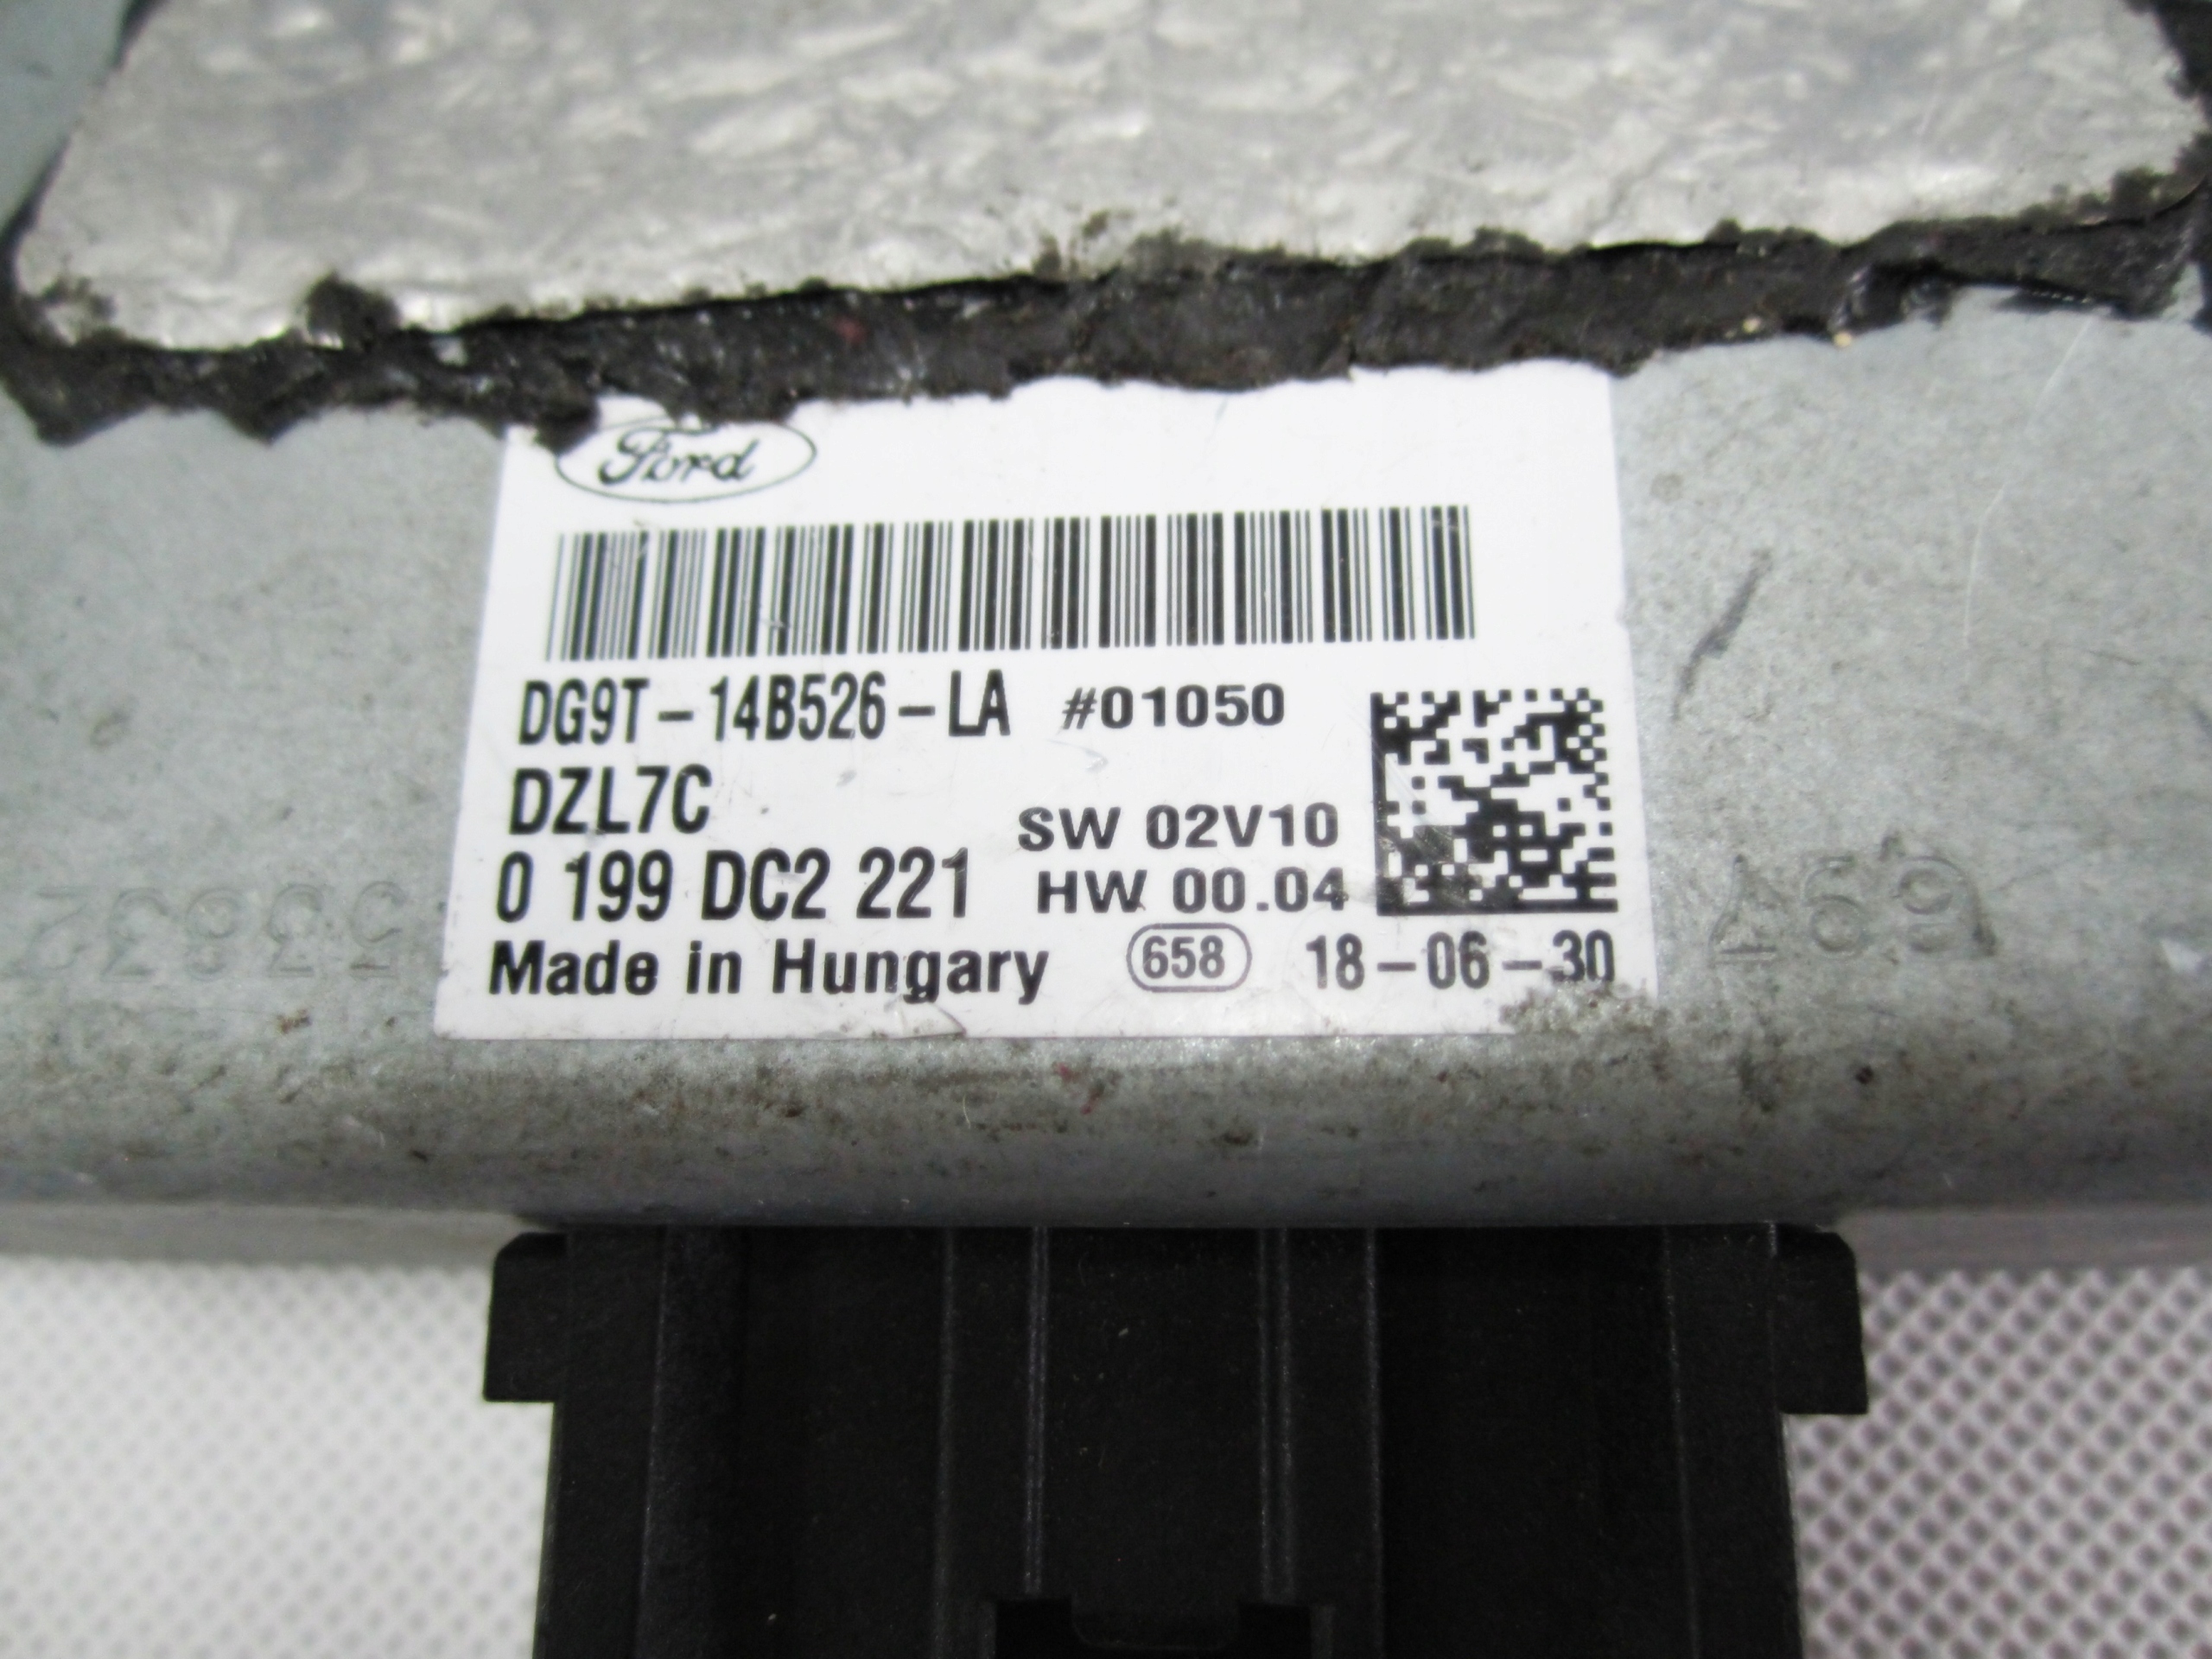 Ford
DG9T-14B526-LA #01050
DZL7C
SW 02V10
0 199 DC2 221 HW 00.04
Made in Hungary 658 18-06-30